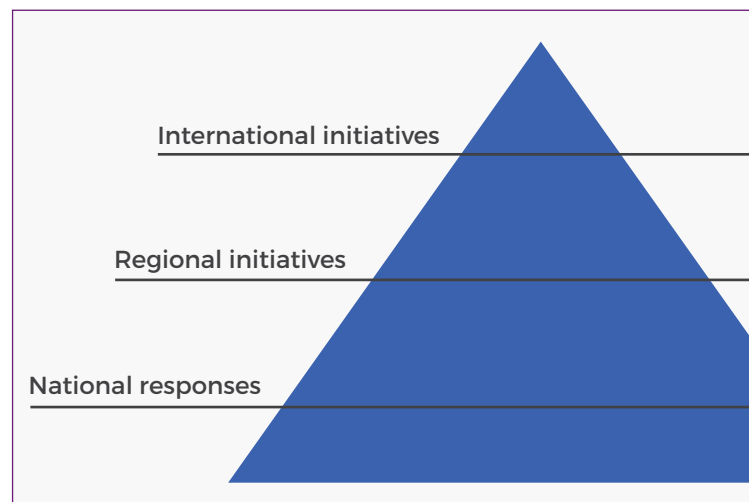 International initiatives
Regional initiatives
National responses